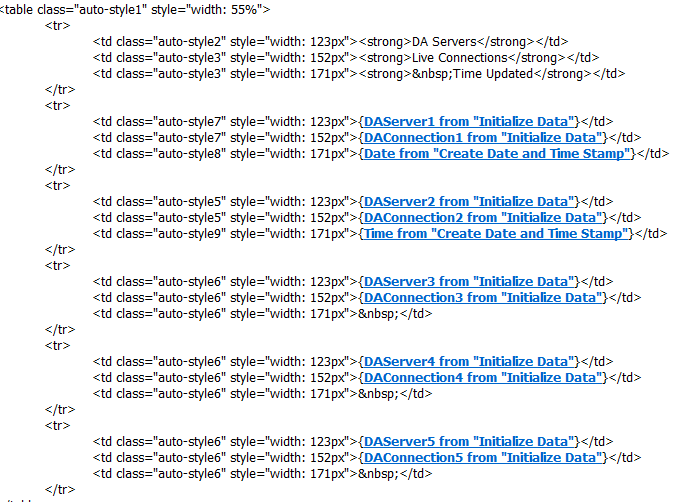 <table class="auto-style1" style="width: 55%">
<tr>
<td class="auto-style2" style="width: 123px"><strong>DA Servers</strong></td>
<td class="auto-style3" style="width: 152px"><strong>Live Connections</strong></td>
<td class="auto-style3" style="width: 171px"><strong>&nbsp;Time Updated</strong></td>
</tr>
<tr>
<td class="auto-style7" style="width: 123px">{DAServer1 from "Initialize Data"}</td>
<td class="auto-style7" style="width: 152px">{DAConnection1 from "Initialize Data"}</td>
<td class="auto-style8" style="width: 171px">{Date from "Create Date and Time Stamp"}</td>
</tr>
<tr>
<td class="auto-style5" style="width: 123px">{DAServer2 from "Initialize Data"}</td>
<td class="auto-style5" style="width: 152px">{DAConnection2 from "Initialize Data"}</td>
<td class="auto-style9" style="width: 171px">{Time from "Create Date and Time Stamp"}</td>
</tr>
<tr>
<td class="auto-style6" style="width: 123px">{DAServer3 from "Initialize Data"}</td>
<td class="auto-style6" style="width: 152px">{DAConnection3 from "Initialize Data"}</td>
<td class="auto-style6" style="width: 171px">&nbsp;</td>
</tr>
<tr>
<td class="auto-style6" style="width: 123px">{DAServer4 from "Initialize Data"}</td>
<td class="auto-style6" style="width: 152px">{DAConnection4 from "Initialize Data"}</td>
<td class="auto-style6" style="width: 171px">&nbsp;</td>
</tr>
<tr>
<td class="auto-style6" style="width: 123px">{DAServer5 from "Initialize Data"}</td>
<td class="auto-style6" style="width: 152px">{DAConnection5 from "Initialize Data"}</td>
<td class="auto-style6" style="width: 171px">&nbsp;</td>
</tr>